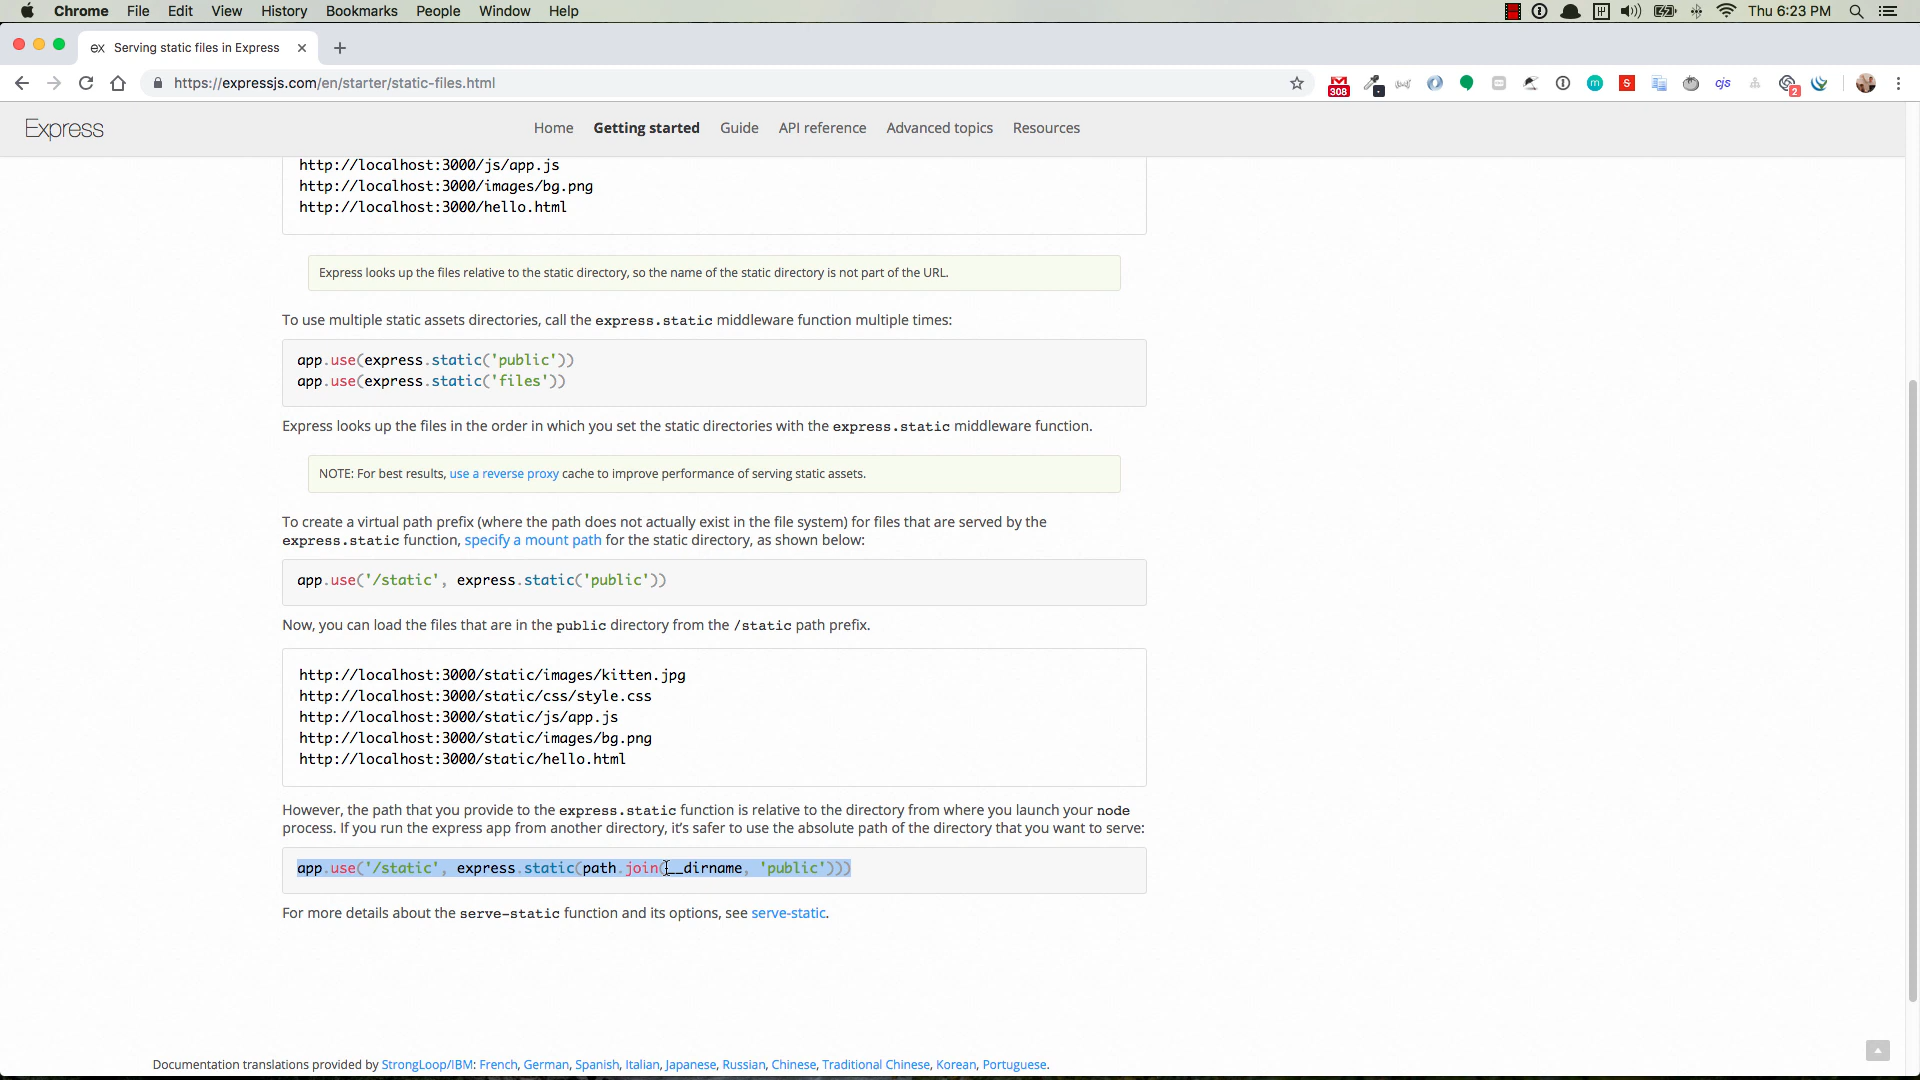 Chrome File Edit View History Bookmarks People Window Help Thu 6:23 PM
ex Serving static files in Express
https://expressjs.com/en/starter/static-files.html
308
m
S
cjs
2
Express Home Getting started Guide API reference Advanced topics Resources
http://localhost:3000/js/app.js
http://localhost:3000/images/bg.png
http://localhost:3000/hello.html
Express looks up the files relative to the static directory, so the name of the static directory is not part of the URL.
To use multiple static assets directories, call the express.static middleware function multiple times:
app.use(express.static('public'))
app.use(express.static('files'))
Express looks up the files in the order in which you set the static directories with the express.static middleware function.
NOTE: For best results, use a reverse proxy cache to improve performance of serving static assets.
To create a virtual path prefix (where the path does not actually exist in the file system) for files that are served by the
express.static function, specify a mount path for the static directory, as shown below:
app.use('/static', express.static('public'))
Now, you can load the files that are in the public directory from the /static path prefix.
http://localhost:3000/static/images/kitten.jpg
http://localhost:3000/static/css/style.css
http://localhost:3000/static/js/app.js
http://localhost:3000/static/images/bg.png
http://localhost:3000/static/hello.html
However, the path that you provide to the express.static function is relative to the directory from where you launch your node
process. If you run the express app from another directory, it's safer to use the absolute path of the directory that you want to serve:
app.use('/static', express.static(path.join(__dirname, 'public')))
For more details about the serve-static function and its options, see serve-static.
Documentation translations provided by StrongLoop/IBM: French, German, Spanish, Italian, Japanese, Russian, Chinese, Traditional Chinese, Korean, Portuguese.